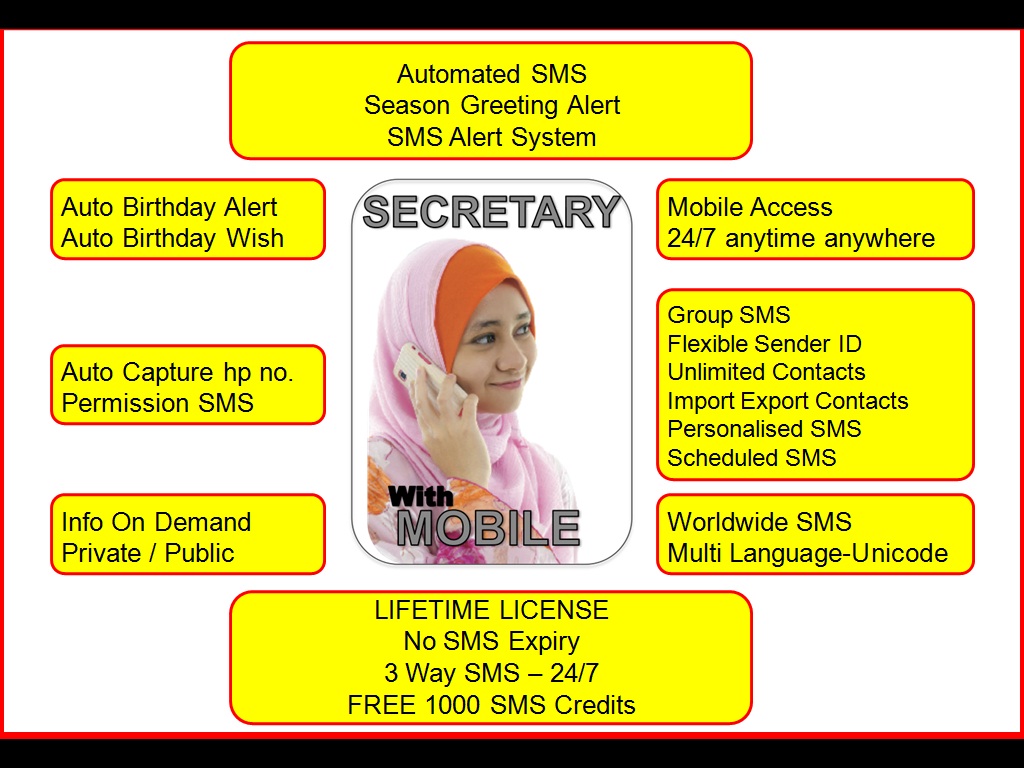 Automated SMS
Season Greeting Alert
SMS Alert System
Auto Birthday Alert
Auto Birthday Wish
SECRETARY
Mobile Access
24/7 anytime anywhere
Group SMS
Flexible Sender ID
Unlimited Contacts
Import Export Contacts
Personalised SMS
Scheduled SMS
Auto Capture hp no.
Permission SMS
With
MOBILE
Info On Demand
Private / Public
Worldwide SMS
Multi Language-Unicode
LIFETIME LICENSE
No SMS Expiry
3 Way SMS – 24/7
FREE 1000 SMS Credits